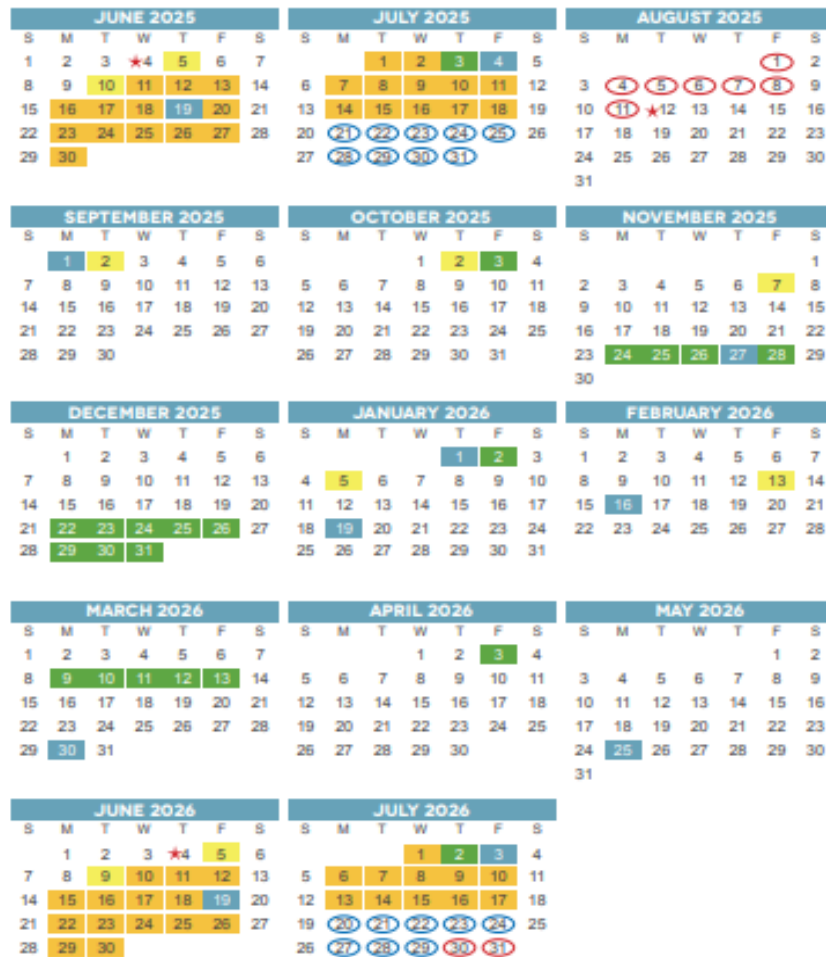 JUNE 2025
S M T W T F S
1 2 3 ★4 5 6 7
8 9 10 11 12 13 14
15 16 17 18 19 20 21
22 23 24 25 26 27 28
29 30
JULY 2025
S M T W T F S
1 2 3 4 5
6 7 8 9 10 11 12
13 14 15 16 17 18 19
20 21 22 23 24 25 26
27 28 29 30 31
AUGUST 2025
S M T W T F S
1 2
3 4 5 6 7 8 9
10 11 ★12 13 14 15 16
17 18 19 20 21 22 23
24 25 26 27 28 29 30
31
SEPTEMBER 2025
S M T W T F S
1 2 3 4 5 6
7 8 9 10 11 12 13
14 15 16 17 18 19 20
21 22 23 24 25 26 27
28 29 30
OCTOBER 2025
S M T W T F S
1 2 3 4
5 6 7 8 9 10 11
12 13 14 15 16 17 18
19 20 21 22 23 24 25
26 27 28 29 30 31
NOVEMBER 2025
S M T W T F S
1
2 3 4 5 6 7 8
9 10 11 12 13 14 15
16 17 18 19 20 21 22
23 24 25 26 27 28 29
30
DECEMBER 2025
S M T W T F S
1 2 3 4 5 6
7 8 9 10 11 12 13
14 15 16 17 18 19 20
21 22 23 24 25 26 27
28 29 30 31
JANUARY 2026
S M T W T F S
1 2 3
4 5 6 7 8 9 10
11 12 13 14 15 16 17
18 19 20 21 22 23 24
25 26 27 28 29 30 31
FEBRUARY 2026
S M T W T F S
1 2 3 4 5 6 7
8 9 10 11 12 13 14
15 16 17 18 19 20 21
22 23 24 25 26 27 28
MARCH 2026
S M T W T F S
1 2 3 4 5 6 7
8 9 10 11 12 13 14
15 16 17 18 19 20 21
22 23 24 25 26 27 28
29 30 31
APRIL 2026
S M T W T F S
1 2 3 4
5 6 7 8 9 10 11
12 13 14 15 16 17 18
19 20 21 22 23 24 25
26 27 28 29 30
MAY 2026
S M T W T F S
1 2
3 4 5 6 7 8 9
10 11 12 13 14 15 16
17 18 19 20 21 22 23
24 25 26 27 28 29 30
31
JUNE 2026
S M T W T F S
1 2 3 ★4 5 6
7 8 9 10 11 12 13
14 15 16 17 18 19 20
21 22 23 24 25 26 27
28 29 30
JULY 2026
S M T W T F S
1 2 3 4
5 6 7 8 9 10 11
12 13 14 15 16 17 18
19 20 21 22 23 24 25
26 27 28 29 30 31